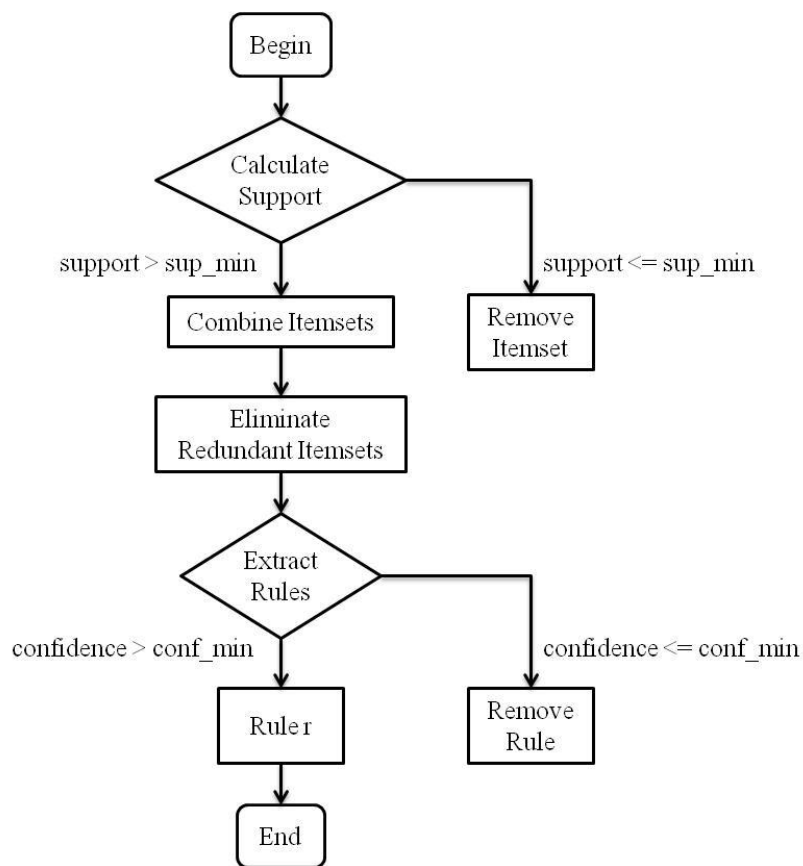 Begin
Calculate
Support
support > sup_min
support <= sup_min
Combine Itemsets
Remove
Itemset
Eliminate
Redundant Itemsets
Extract
Rules
confidence > conf_min
confidence <= conf_min
Rule r
Remove
Rule
End